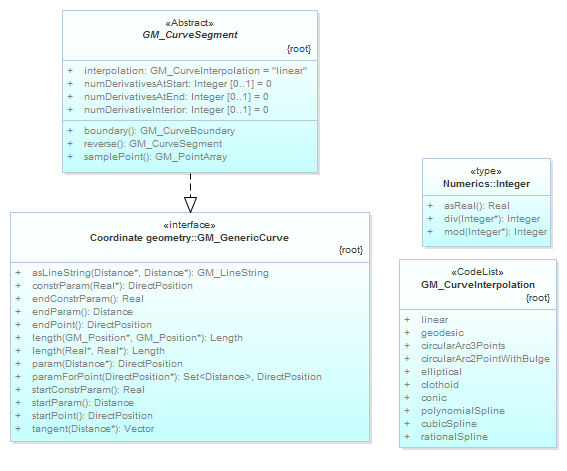 «Abstract»
GM_CurveSegment
{root}
+ interpolation: GM_CurveInterpolation = "linear"
+ numDerivativesAtStart: Integer [0..1] = 0
+ numDerivativesAtEnd: Integer [0..1] = 0
+ numDerivativeInterior: Integer [0..1] = 0
+ boundary(): GM_CurveBoundary
+ reverse(): GM_CurveSegment
+ samplePoint(): GM_PointArray
«interface»
Coordinate geometry::GM_GenericCurve
{root}
+ asLineString(Distance*, Distance*): GM_LineString
+ constrParam(Real*): DirectPosition
+ endConstrParam(): Real
+ endParam(): Distance
+ endPoint(): DirectPosition
+ length(GM_Position*, GM_Position*): Length
+ length(Real*, Real*): Length
+ param(Distance*): DirectPosition
+ paramForPoint(DirectPosition*): Set<Distance>, DirectPosition
+ startConstrParam(): Real
+ startParam(): Distance
+ startPoint(): DirectPosition
+ tangent(Distance*): Vector
«type»
Numerics::Integer
+ asReal(): Real
+ div(Integer*): Integer
+ mod(Integer*): Integer
«CodeList»
GM_CurveInterpolation
{root}
+ linear
+ geodesic
+ circularArc3Points
+ circularArc2PointWithBulge
+ elliptical
+ clothoid
+ conic
+ polynomialSpline
+ cubicSpline
+ rationalSpline